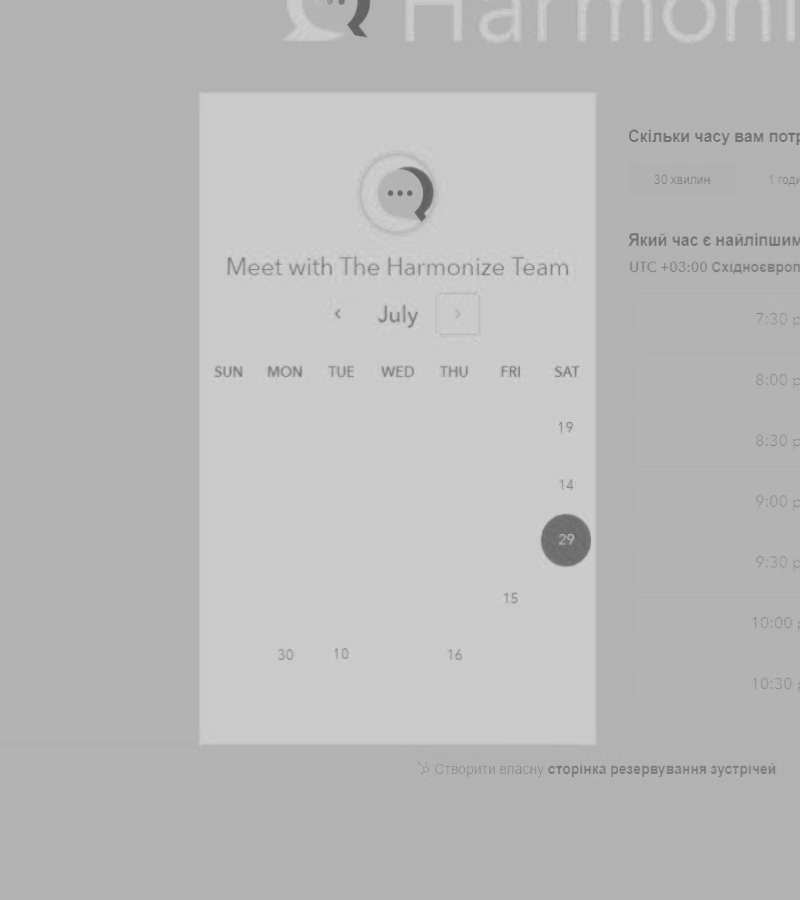 Harmoni
Meet with The Harmonize Team
‹ July ›
SUN MON TUE WED THU FRI SAT
19
14
29
15
30 10 16
Скільки часу вам потр
30 хвилин 1 годи
Який час є найліпшим
UTC +03:00 Східноєвроп
7:30 p
8:00 p
8:30 p
9:00 p
9:30 p
10:00 p
10:30 p
Створити власну сторінка резервування зустрічей